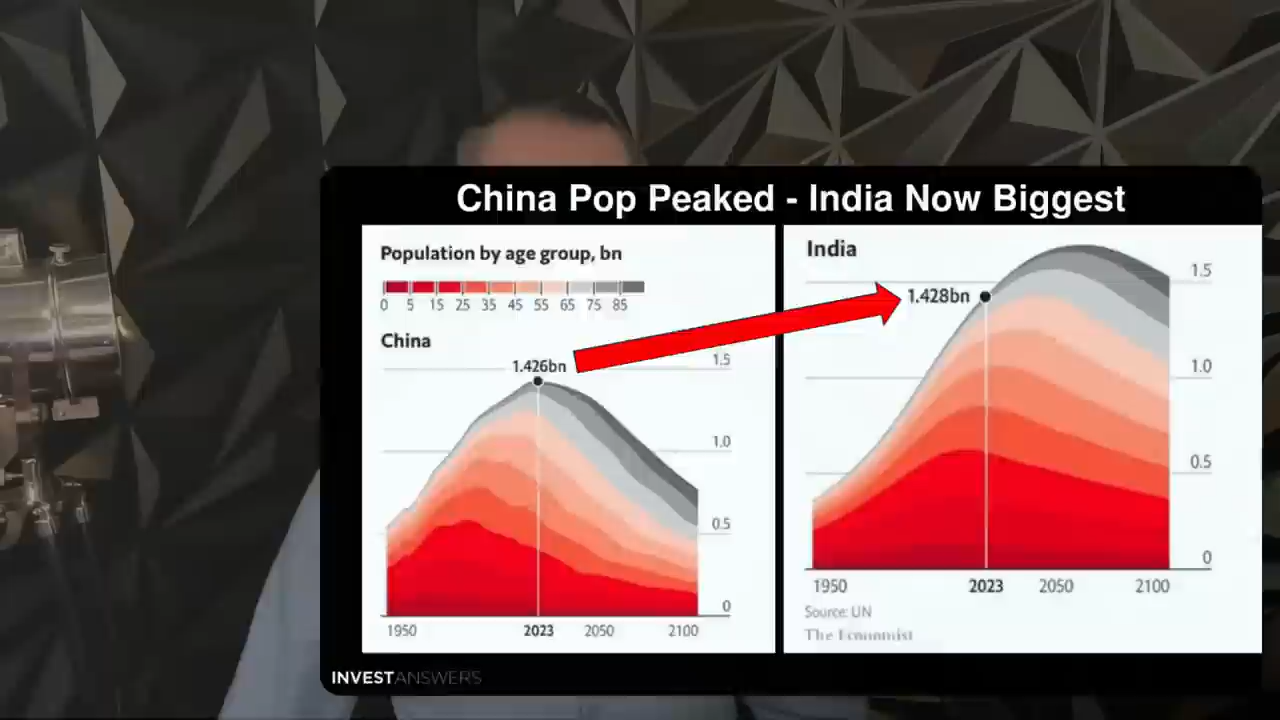 China Pop Peaked - India Now Biggest
Population by age group, bn
0 5 15 25 35 45 55 65 75 85
China
1.426bn
1.5
1.0
0.5
0
1950 2023 2050 2100
India
1.428bn
1.5
1.0
0.5
0
1950 2023 2050 2100
Source: UN
The Economist
INVESTANSWERS